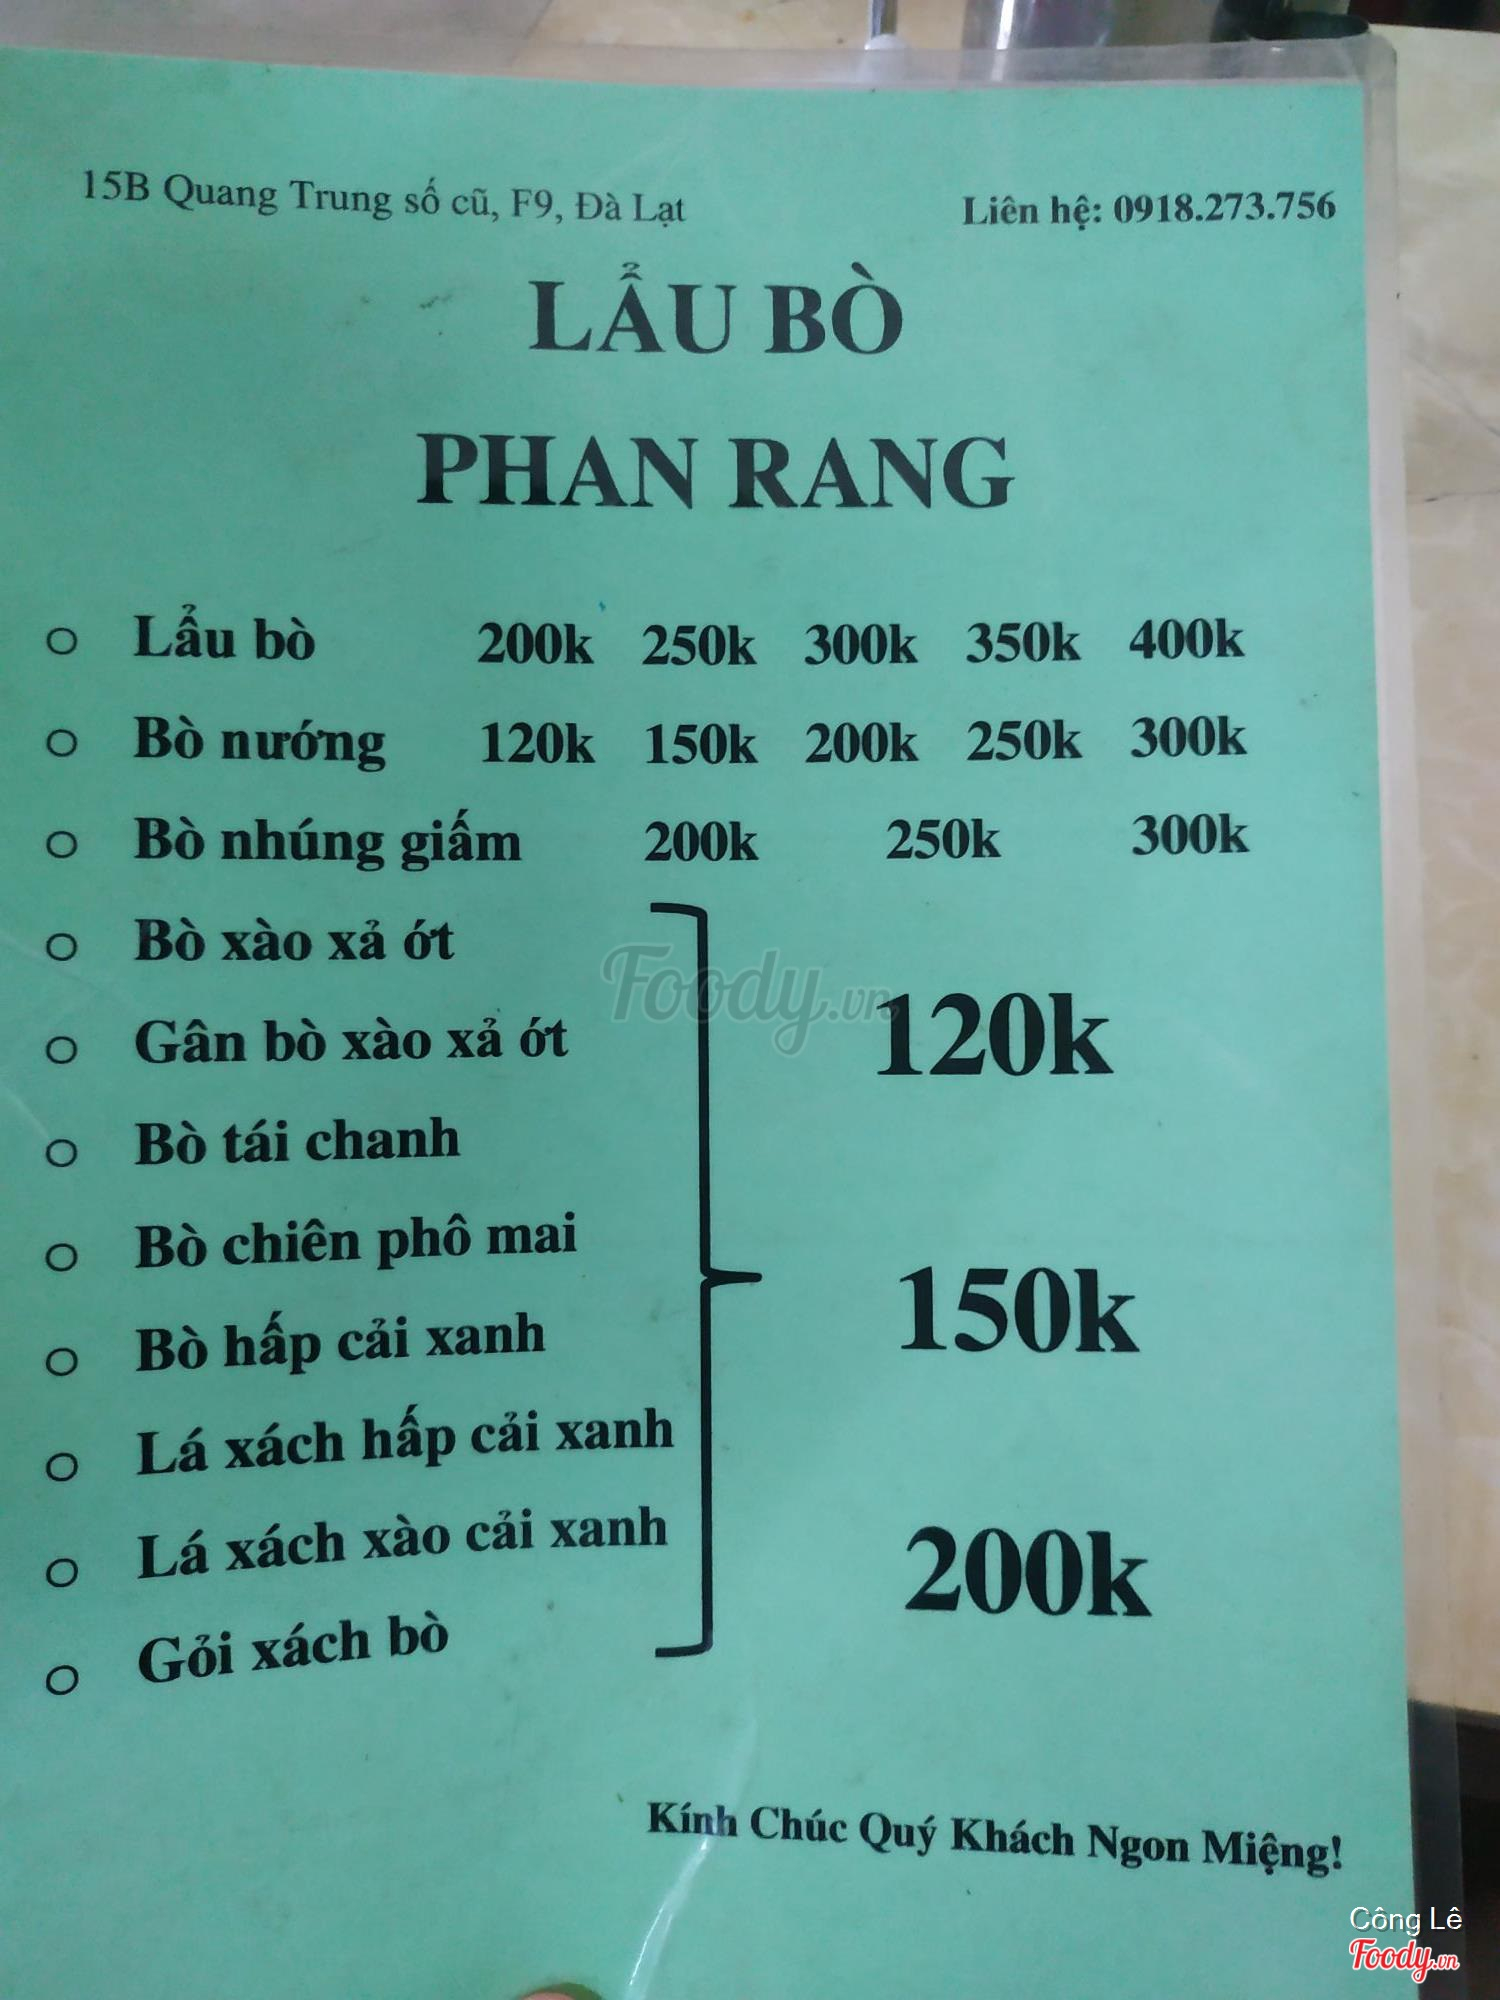 15B Quang Trung số cũ, F9, Đà Lạt Liên hệ: 0918.273.756
LẨU BÒ
PHAN RANG
Lẩu bò 200k 250k 300k 350k 400k
Bò nướng 120k 150k 200k 250k 300k
Bò nhúng giấm 200k 250k 300k
Bò xào xả ớt
Foody.vn
120k
Gân bò xào xả ớt
Bò tái chanh
Bò chiên phô mai
150k
Bò hấp cải xanh
Lá xách hấp cải xanh
Lá xách xào cải xanh
200k
Gỏi xách bò
Kính Chúc Quý Khách Ngon Miệng!
Công Lê
Foody.vn